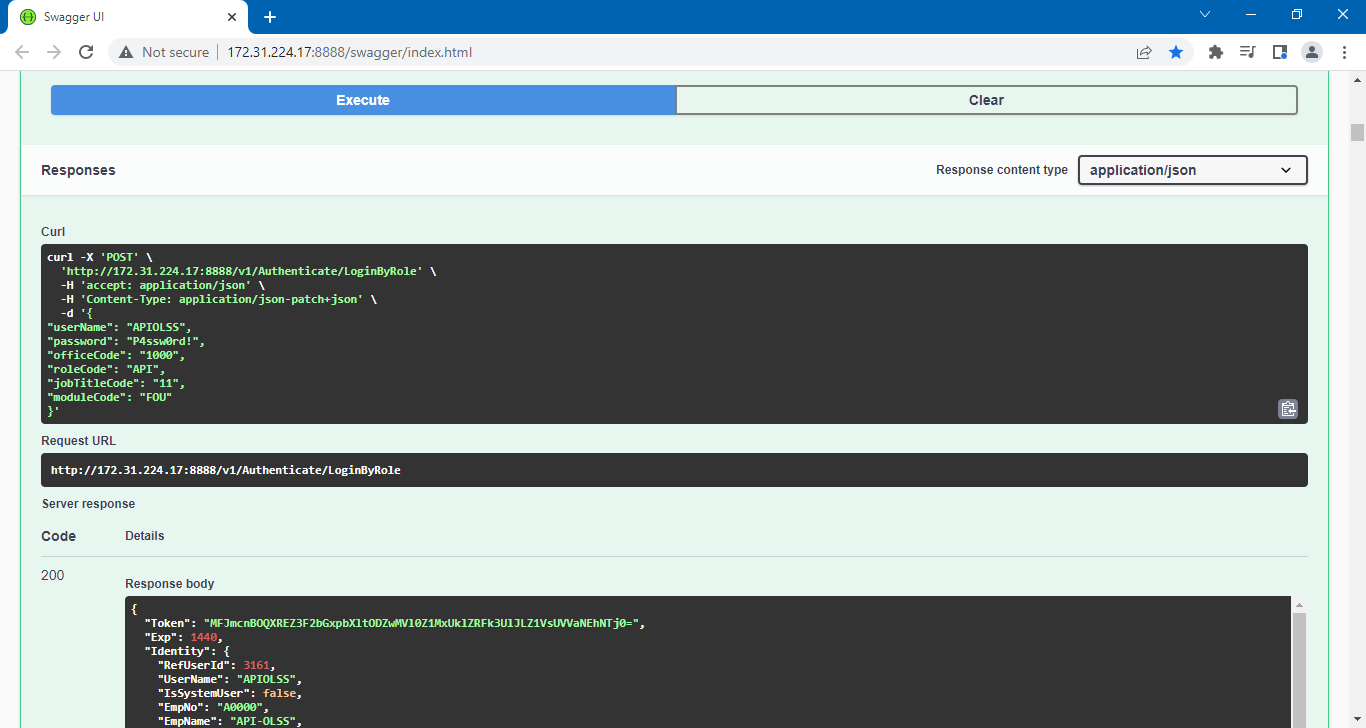 Swagger UI
Not secure
172.31.224.17:8888/swagger/index.html
Execute
Clear
Responses
Response content type
application/json
Curl
curl -X 'POST' \
'http://172.31.224.17:8888/v1/Authenticate/LoginByRole' \
-H 'accept: application/json' \
-H 'Content-Type: application/json-patch+json' \
-d '{
"userName": "APIOLSS",
"password": "P4ssw0rd!",
"officeCode": "1000",
"roleCode": "API",
"jobTitleCode": "11",
"moduleCode": "FOU"
}'
Request URL
http://172.31.224.17:8888/v1/Authenticate/LoginByRole
Server response
Code
Details
200
Response body
{
"Token": "MFJmcnBOQXREZ3F2bGxpbXltODZwMVl0Z1MxUklZRFk3UlJLZ1VsUVVaNEhNTj0=",
"Exp": 1440,
"Identity": {
"RefUserId": 3161,
"UserName": "APIOLSS",
"IsSystemUser": false,
"EmpNo": "A0000",
"EmpName": "API-OLSS",